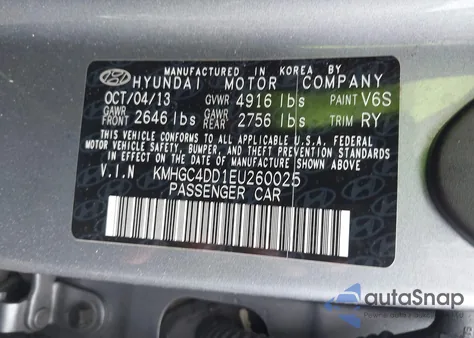 MANUFACTURED IN KOREA BY
HYUNDAI MOTOR COMPANY
OCT/04/13 GVWR 4916 lbs PAINT V6S
GAWR FRONT 2646 lbs GAWR REAR 2756 lbs TRIM RY
THIS VEHICLE CONFORMS TO ALL APPLICABLE U.S.A. FEDERAL
MOTOR VEHICLE SAFETY, BUMPER, AND THEFT PREVENTION
STANDARDS IN EFFECT ON THE DATE OF MANUFACTURE SHOWN ABOVE.
V.I.N KMHGC4DD1EU260025
PASSENGER CAR
autoSnap